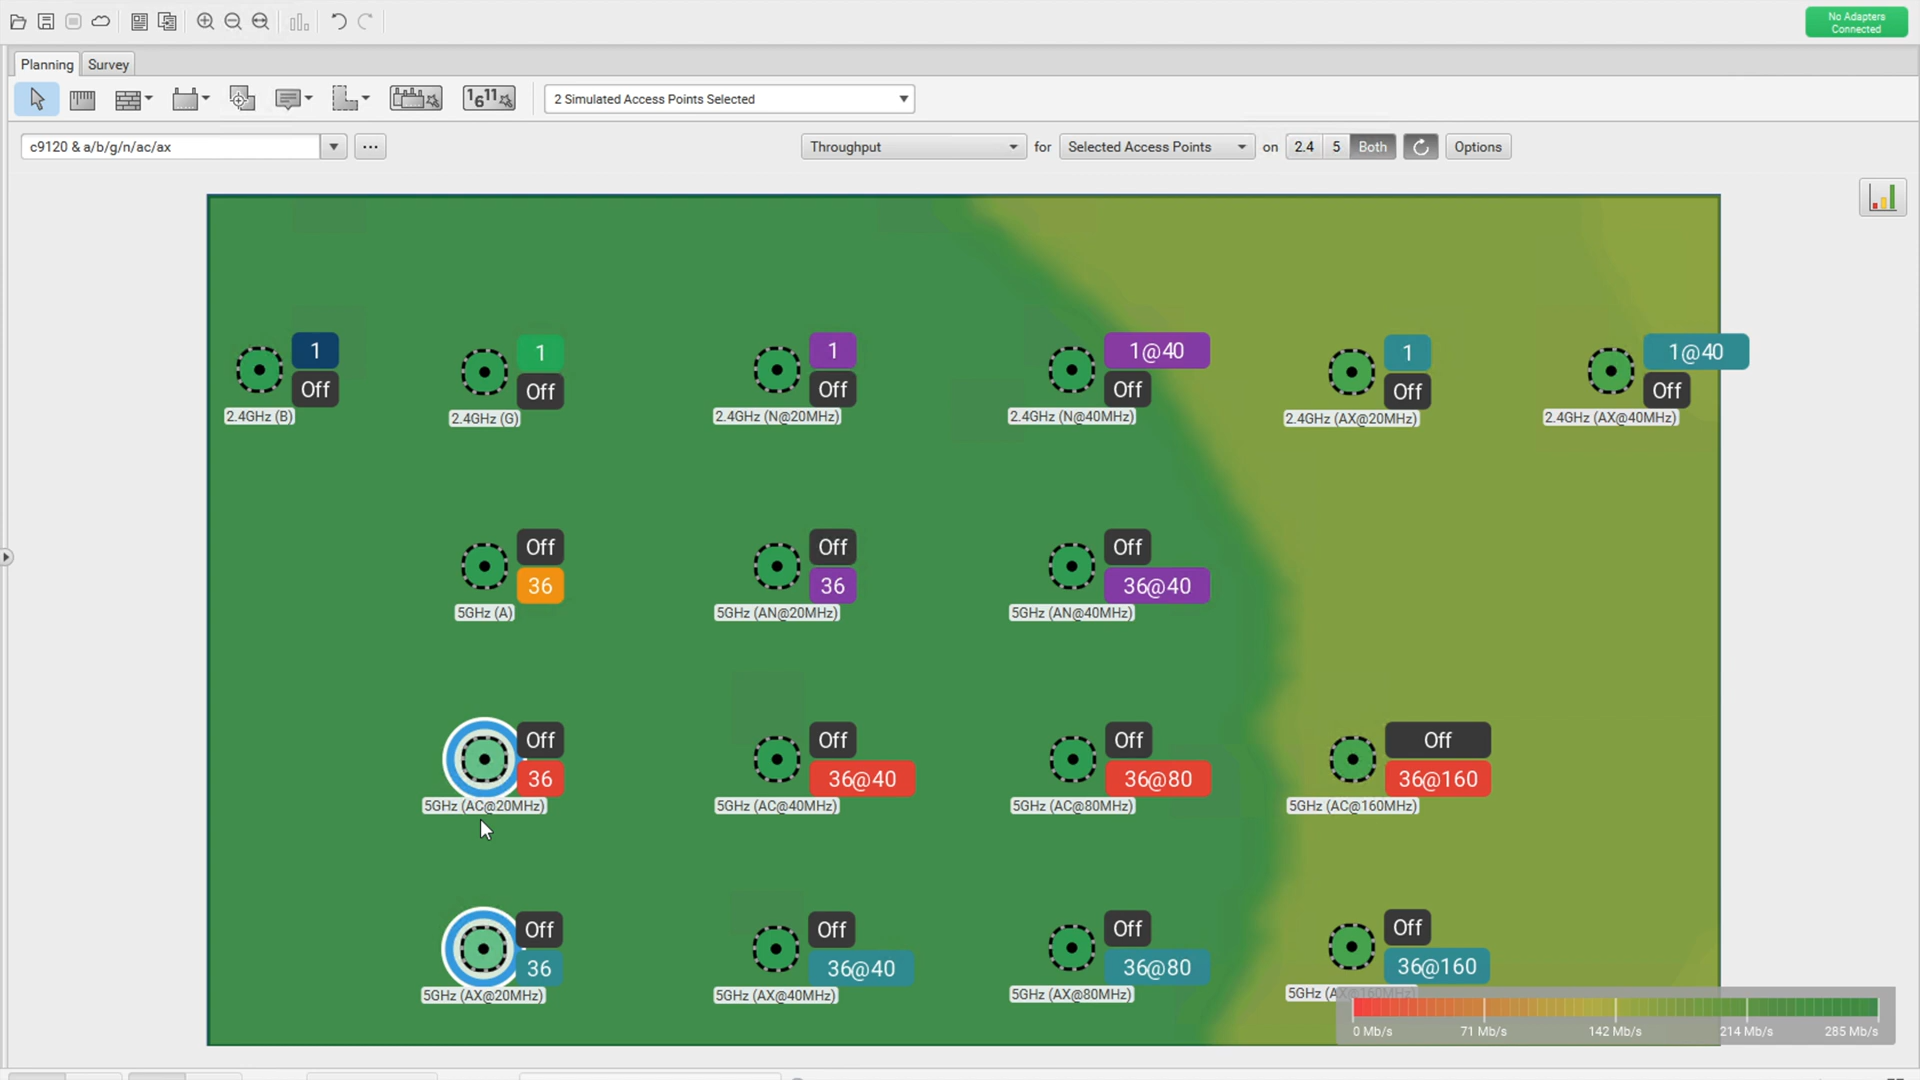 No Adapters
Connected
Planning
Survey
1 6 11
2 Simulated Access Points Selected
c9120 & a/b/g/n/ac/ax
...
Throughput
for
Selected Access Points
on
2.4
5
Both
Options
1
Off
2.4GHz (B)
1
Off
2.4GHz (G)
1
Off
2.4GHz (N@20MHz)
1@40
Off
2.4GHz (N@40MHz)
1
Off
2.4GHz (AX@20MHz)
1@40
Off
2.4GHz (AX@40MHz)
Off
36
5GHz (A)
Off
36
5GHz (AN@20MHz)
Off
36@40
5GHz (AN@40MHz)
Off
36
5GHz (AC@20MHz)
Off
36@40
5GHz (AC@40MHz)
Off
36@80
5GHz (AC@80MHz)
Off
36@160
5GHz (AC@160MHz)
Off
36
5GHz (AX@20MHz)
Off
36@40
5GHz (AX@40MHz)
Off
36@80
5GHz (AX@80MHz)
Off
36@160
5GHz (AX@160MHz)
0 Mb/s
71 Mb/s
142 Mb/s
214 Mb/s
285 Mb/s